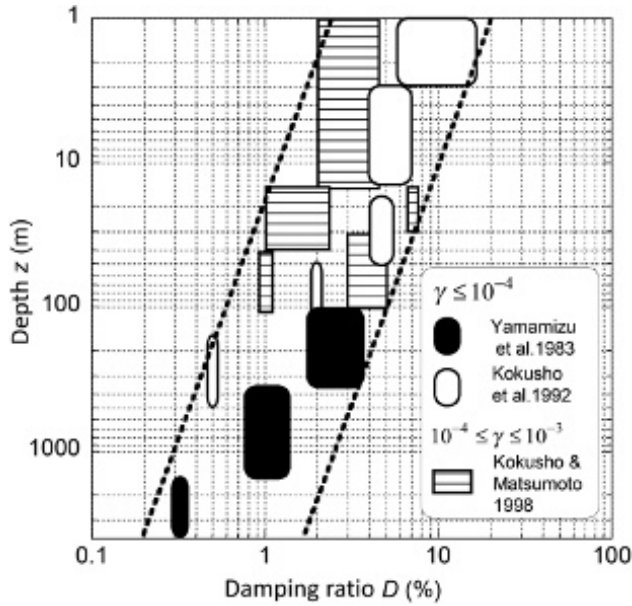 1
10
100
1000
Depth z (m)
0.1
1
10
100
Damping ratio D (%)
γ ≤ 10⁻⁴
Yamamizu
et al.1983
Kokusho
et al.1992
10⁻⁴ ≤ γ ≤ 10⁻³
Kokusho &
Matsumoto
1998